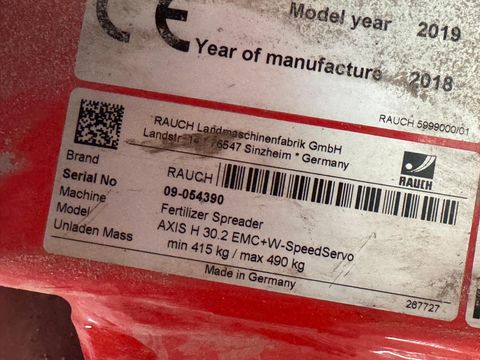 CE
Model year 2019
Year of manufacture 2018
RAUCH 5999000/01
RAUCH Landmaschinenfabrik GmbH
Landstr. 76547 Sinzheim * Germany
RAUCH
Brand RAUCH
Serial No 09-054390
Machine Fertilizer Spreader
Model AXIS H 30.2 EMC+W-SpeedServo
Unladen Mass min 415 kg / max 490 kg
Made in Germany
287727